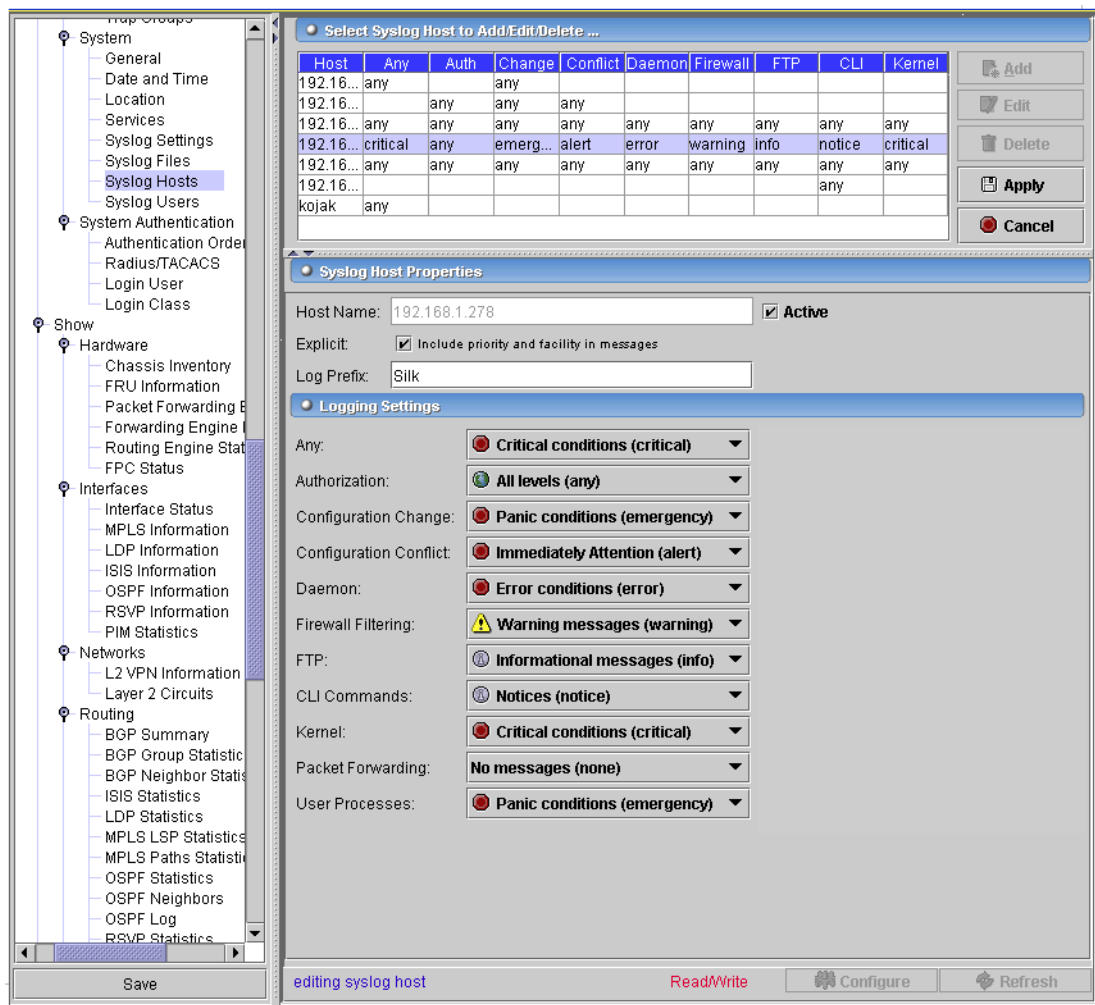 Trap Groups
System
General
Date and Time
Location
Services
Syslog Settings
Syslog Files
Syslog Hosts
Syslog Users
System Authentication
Authentication Order
Radius/TACACS
Login User
Login Class
Show
Hardware
Chassis Inventory
FRU Information
Packet Forwarding E
Forwarding Engine
Routing Engine Stat
FPC Status
Interfaces
Interface Status
MPLS Information
LDP Information
ISIS Information
OSPF Information
RSVP Information
PIM Statistics
Networks
L2 VPN Information
Layer 2 Circuits
Routing
BGP Summary
BGP Group Statistic
BGP Neighbor Statis
ISIS Statistics
LDP Statistics
MPLS LSP Statistics
MPLS Paths Statisti
OSPF Statistics
OSPF Neighbors
OSPF Log
RSVP Statistics
Save
Select Syslog Host to Add/Edit/Delete ...
Host Any Auth Change Conflict Daemon Firewall FTP CLI Kernel
192.16... any any
192.16... any any any
192.16... any any any any any any any any any
192.16... critical any emerg... alert error warning info notice critical
192.16... any any any any any any any any any
192.16... any
kojak any
Add
Edit
Delete
Apply
Cancel
Syslog Host Properties
Host Name: 192.168.1.278 Active
Explicit: Include priority and facility in messages
Log Prefix: Silk
Logging Settings
Any: Critical conditions (critical)
Authorization: All levels (any)
Configuration Change: Panic conditions (emergency)
Configuration Conflict: Immediately Attention (alert)
Daemon: Error conditions (error)
Firewall Filtering: Warning messages (warning)
FTP: Informational messages (info)
CLI Commands: Notices (notice)
Kernel: Critical conditions (critical)
Packet Forwarding: No messages (none)
User Processes: Panic conditions (emergency)
editing syslog host Read/Write Configure Refresh